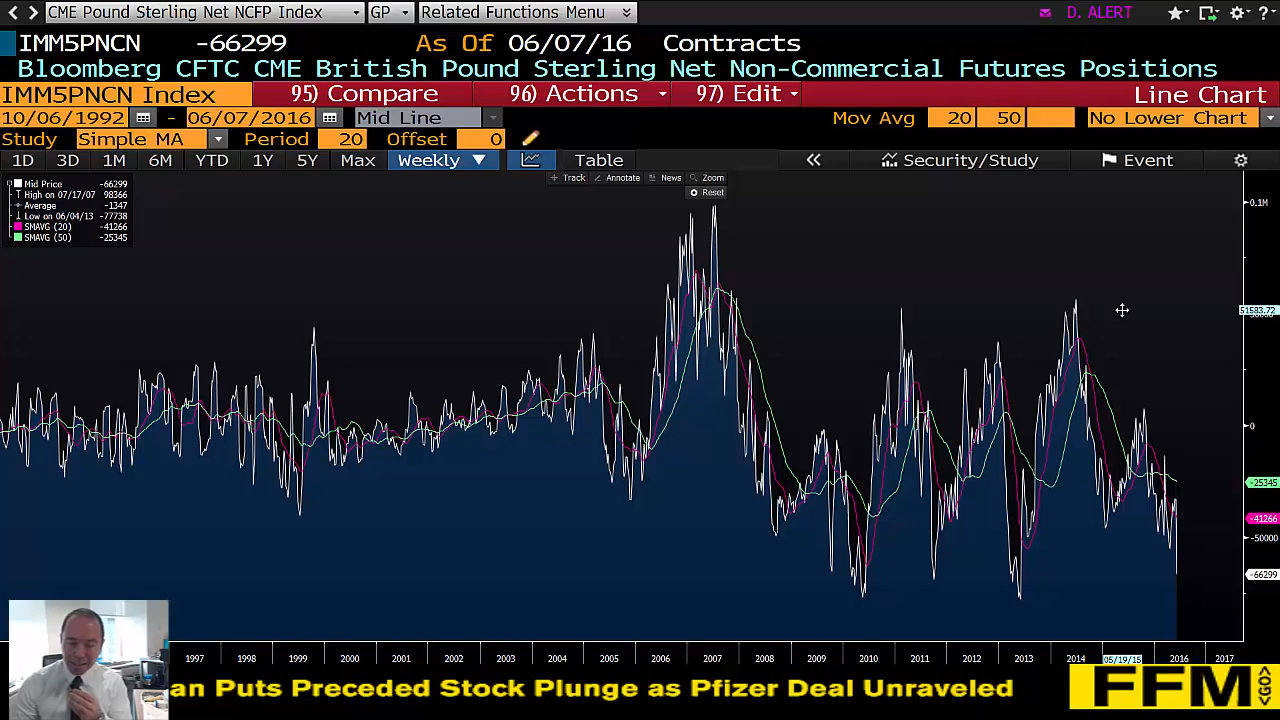 CME Pound Sterling Net NCFP Index GP Related Functions Menu D. ALERT
IMM5PNCN -66299 As Of 06/07/16 Contracts
Bloomberg CFTC CME British Pound Sterling Net Non-Commercial Futures Positions
IMM5PNCN Index 95) Compare 96) Actions 97) Edit Line Chart
10/06/1992 - 06/07/2016 Mid Line Mov Avg 20 50 No Lower Chart
Study Simple MA Period 20 Offset 0
1D 3D 1M 6M YTD 1Y 5Y Max Weekly Table Security/Study Event
Track Annotate News Zoom
Reset
Mid Price -66299
High on 07/17/07 98366
Average -1347
Low on 06/04/13 -77738
SMAVG (20) -41266
SMAVG (50) -25345
0.1M
51583.72
0
-25345
-41266
-50000
-66299
1997 1998 1999 2000 2001 2002 2003 2004 2005 2006 2007 2008 2009 2010 2011 2012 2013 2014 05/19/15 2016 2017
an Puts Preceded Stock Plunge as Pfizer Deal Unraveled
FFM GO